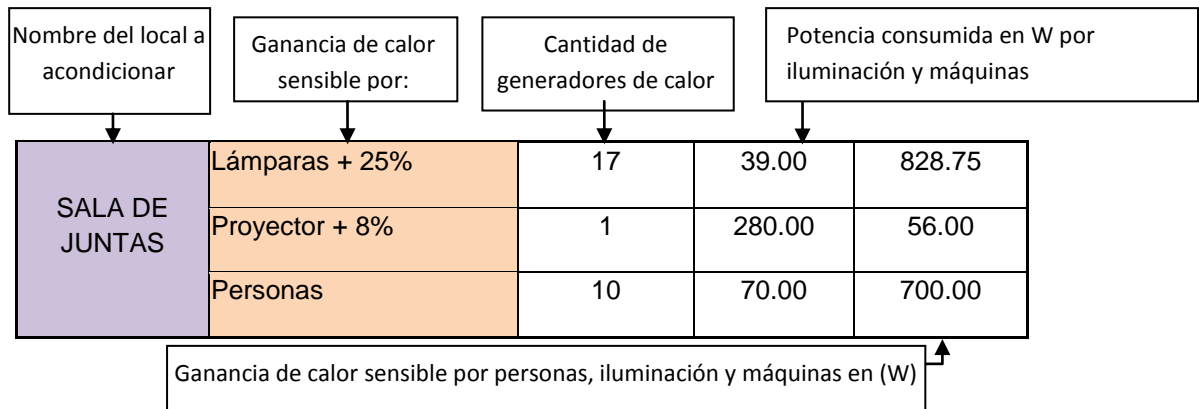 Nombre del local a
acondicionar
Ganancia de calor
sensible por:
Cantidad de
generadores de calor
Potencia consumida en W por
iluminación y máquinas
SALA DE
JUNTAS
Lámparas + 25%
17
39.00
828.75
Proyector + 8%
1
280.00
56.00
Personas
10
70.00
700.00
Ganancia de calor sensible por personas, iluminación y máquinas en (W)